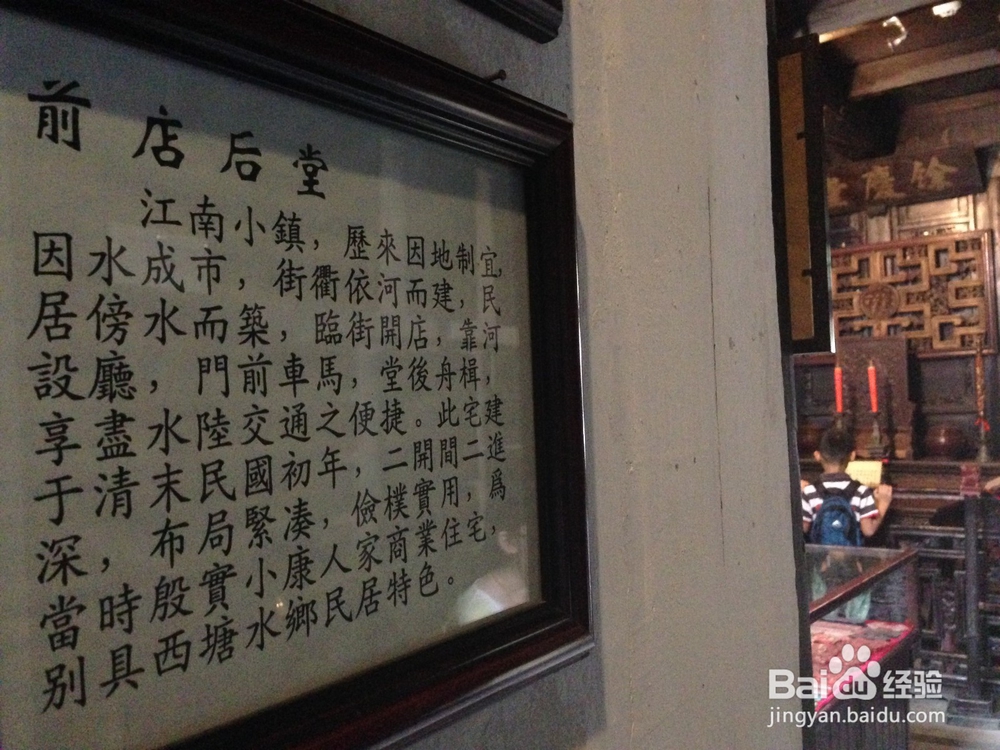 前店后堂
江南小鎮，歷來因地制宜，
因水成市，街衢依河而建，民
居傍水而築，臨街開店，靠河
設廳，門前車馬，堂後舟楫，
享盡水陸交通之便捷。此宅建
于清末民國初年，二開間二進
深，布局緊凑，儉樸實用，爲
當時殷實小康人家商業住宅，
别具西塘水鄉民居特色。
餘慶
Baidu 经验
jingyan.baidu.com